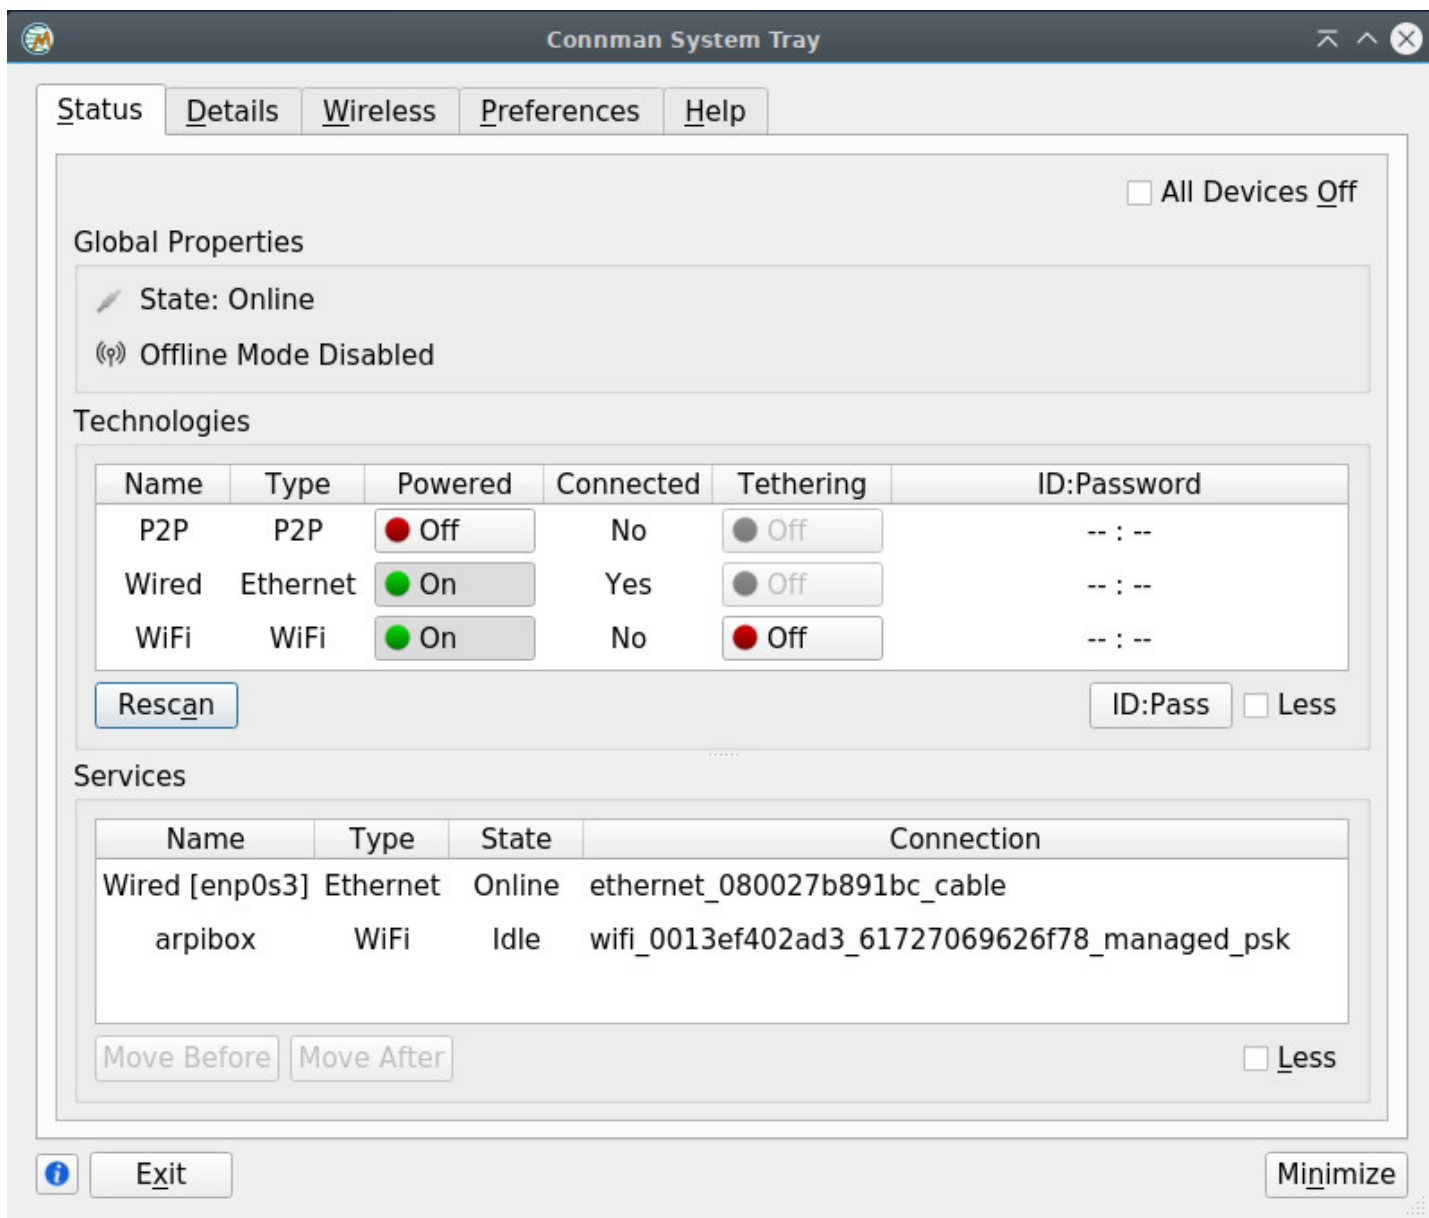 Connman System Tray
Status Details Wireless Preferences Help
All Devices Off
Global Properties
State: Online
Offline Mode Disabled
Technologies
Name Type Powered Connected Tethering ID:Password
P2P P2P Off No Off -- : --
Wired Ethernet On Yes Off -- : --
WiFi WiFi On No Off -- : --
Rescan ID:Pass Less
Services
Name Type State Connection
Wired [enp0s3] Ethernet Online ethernet_080027b891bc_cable
arpibox WiFi Idle wifi_0013ef402ad3_61727069626f78_managed_psk
Move Before Move After Less
Exit Minimize